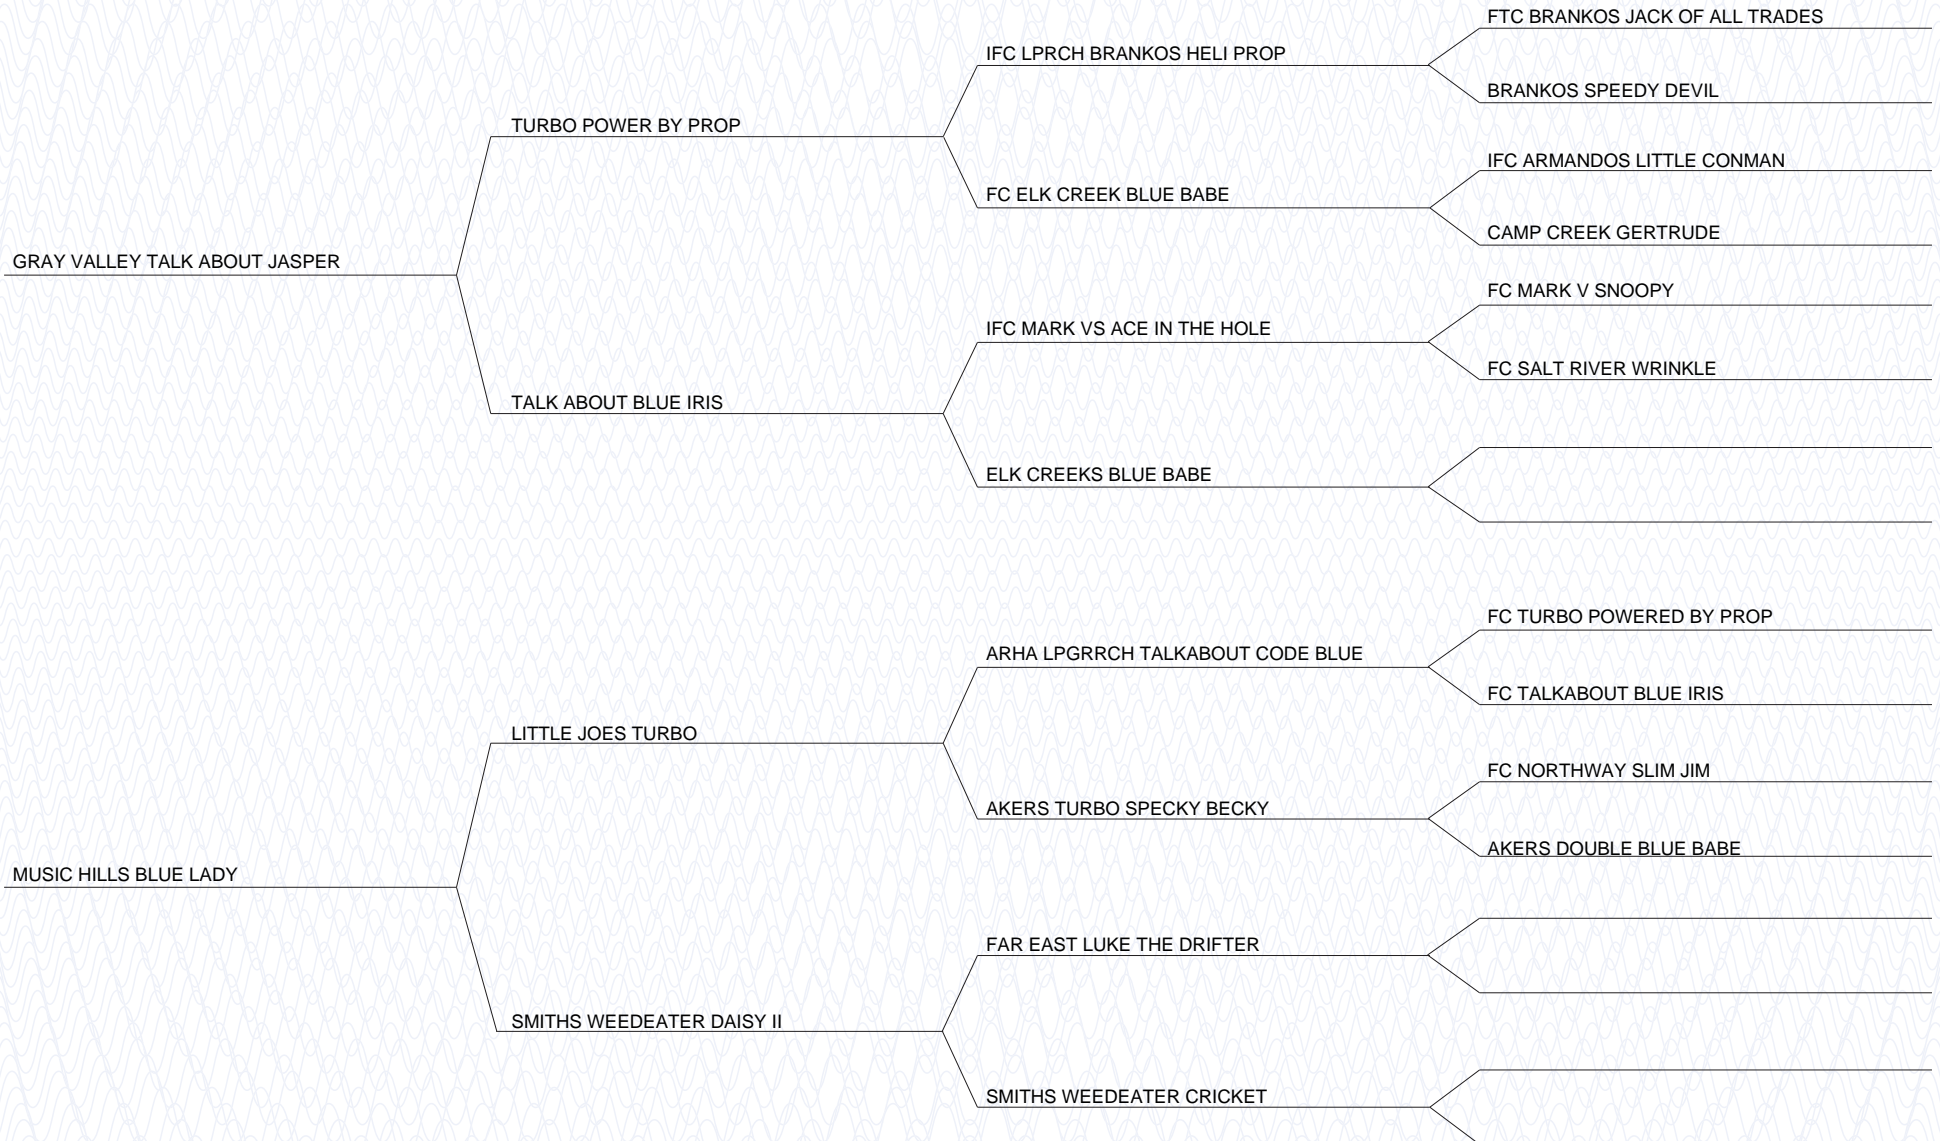 FTC BRANKOS JACK OF ALL TRADES
IFC LPRCH BRANKOS HELI PROP
BRANKOS SPEEDY DEVIL
TURBO POWER BY PROP
IFC ARMANDOS LITTLE CONMAN
FC ELK CREEK BLUE BABE
CAMP CREEK GERTRUDE
GRAY VALLEY TALK ABOUT JASPER
FC MARK V SNOOPY
IFC MARK VS ACE IN THE HOLE
FC SALT RIVER WRINKLE
TALK ABOUT BLUE IRIS
ELK CREEKS BLUE BABE
FC TURBO POWERED BY PROP
ARHA LPGRRCH TALKABOUT CODE BLUE
FC TALKABOUT BLUE IRIS
LITTLE JOES TURBO
FC NORTHWAY SLIM JIM
AKERS TURBO SPECKY BECKY
AKERS DOUBLE BLUE BABE
MUSIC HILLS BLUE LADY
FAR EAST LUKE THE DRIFTER
SMITHS WEEDEATER DAISY II
SMITHS WEEDEATER CRICKET